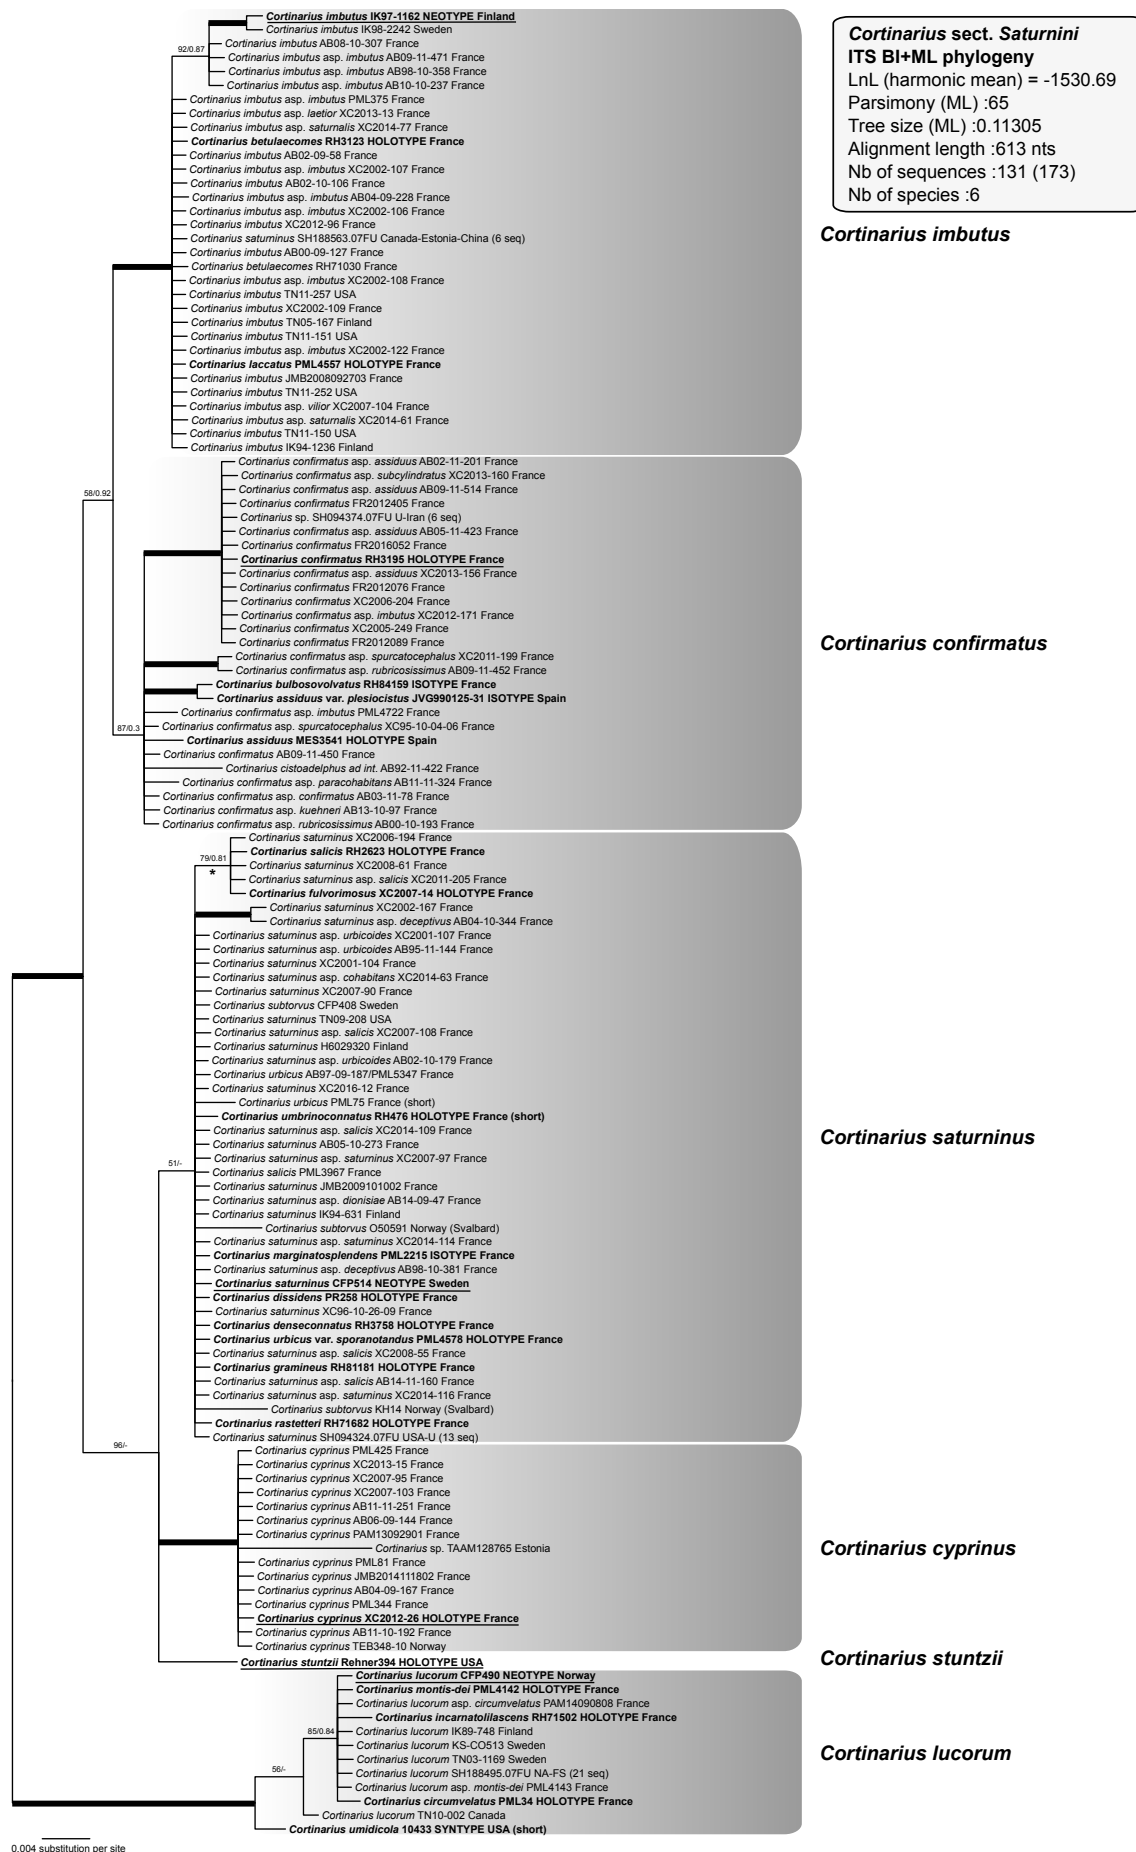 Cortinarius sect. Saturnini
ITS BI+ML phylogeny
LnL (harmonic mean) = -1530.69
Parsimony (ML) :65
Tree size (ML) :0.11305
Alignment length :613 nts
Nb of sequences :131 (173)
Nb of species :6
Cortinarius imbutus IK97-1162 NEOTYPE Finland
Cortinarius imbutus IK98-2242 Sweden
92/0.87
Cortinarius imbutus AB08-10-307 France
Cortinarius imbutus asp. imbutus AB09-11-471 France
Cortinarius imbutus asp. imbutus AB98-10-358 France
Cortinarius imbutus asp. imbutus AB10-10-237 France
Cortinarius imbutus asp. imbutus PML375 France
Cortinarius imbutus asp. laetior XC2013-13 France
Cortinarius imbutus asp. saturnalis XC2014-77 France
Cortinarius betulaecomes RH3123 HOLOTYPE France
Cortinarius imbutus AB02-09-58 France
Cortinarius imbutus asp. imbutus XC2002-107 France
Cortinarius imbutus AB02-10-106 France
Cortinarius imbutus asp. imbutus AB04-09-228 France
Cortinarius imbutus asp. imbutus XC2002-106 France
Cortinarius imbutus XC2012-96 France
Cortinarius imbutus
Cortinarius saturninus SH188563.07FU Canada-Estonia-China (6 seq)
Cortinarius imbutus AB00-09-127 France
Cortinarius betulaecomes RH71030 France
Cortinarius imbutus asp. imbutus XC2002-108 France
Cortinarius imbutus TN11-257 USA
Cortinarius imbutus XC2002-109 France
Cortinarius imbutus TN05-167 Finland
Cortinarius imbutus TN11-151 USA
Cortinarius imbutus asp. imbutus XC2002-122 France
Cortinarius laccatus PML4557 HOLOTYPE France
Cortinarius imbutus JMB2008092703 France
Cortinarius imbutus TN11-252 USA
Cortinarius imbutus asp. vilior XC2007-104 France
Cortinarius imbutus asp. saturnalis XC2014-61 France
Cortinarius imbutus TN11-150 USA
Cortinarius imbutus IK94-1236 Finland
Cortinarius confirmatus asp. assiduus AB02-11-201 France
Cortinarius confirmatus asp. subcylindratus XC2013-160 France
Cortinarius confirmatus asp. assiduus AB09-11-514 France
58/0.92
Cortinarius confirmatus FR2012405 France
Cortinarius sp. SH094374.07FU U-Iran (6 seq)
Cortinarius confirmatus asp. assiduus AB05-11-423 France
Cortinarius confirmatus FR2016052 France
Cortinarius confirmatus RH3195 HOLOTYPE France
Cortinarius confirmatus asp. assiduus XC2013-156 France
Cortinarius confirmatus FR2012076 France
Cortinarius confirmatus XC2006-204 France
Cortinarius confirmatus asp. imbutus XC2012-171 France
Cortinarius confirmatus XC2005-249 France
Cortinarius confirmatus FR2012089 France
Cortinarius confirmatus
Cortinarius confirmatus asp. spurcatocephalus XC2011-199 France
Cortinarius confirmatus asp. rubricosissimus AB09-11-452 France
Cortinarius bulbosovolvatus RH84159 ISOTYPE France
Cortinarius assiduus var. plesiocistus JVG990125-31 ISOTYPE Spain
Cortinarius confirmatus asp. imbutus PML4722 France
87/0.3
Cortinarius confirmatus asp. spurcatocephalus XC95-10-04-06 France
Cortinarius assiduus MES3541 HOLOTYPE Spain
Cortinarius confirmatus AB09-11-450 France
Cortinarius cistoadelphus ad int. AB92-11-422 France
Cortinarius confirmatus asp. paracohabitans AB11-11-324 France
Cortinarius confirmatus asp. confirmatus AB03-11-78 France
Cortinarius confirmatus asp. kuehneri AB13-10-97 France
Cortinarius confirmatus asp. rubricosissimus AB00-10-193 France
Cortinarius saturninus XC2006-194 France
Cortinarius salicis RH2623 HOLOTYPE France
79/0.81
*
Cortinarius saturninus XC2008-61 France
Cortinarius saturninus asp. salicis XC2011-205 France
Cortinarius fulvorimosus XC2007-14 HOLOTYPE France
Cortinarius saturninus XC2002-167 France
Cortinarius saturninus asp. deceptivus AB04-10-344 France
Cortinarius saturninus asp. urbicoides XC2001-107 France
Cortinarius saturninus asp. urbicoides AB95-11-144 France
Cortinarius saturninus XC2001-104 France
Cortinarius saturninus asp. cohabitans XC2014-63 France
Cortinarius saturninus XC2007-90 France
Cortinarius subtorvus CFP408 Sweden
Cortinarius saturninus TN09-208 USA
Cortinarius saturninus asp. salicis XC2007-108 France
Cortinarius saturninus H6029320 Finland
Cortinarius saturninus asp. urbicoides AB02-10-179 France
Cortinarius urbicus AB97-09-187/PML5347 France
Cortinarius saturninus XC2016-12 France
Cortinarius urbicus PML75 France (short)
Cortinarius umbrinoconnatus RH476 HOLOTYPE France (short)
Cortinarius saturninus asp. salicis XC2014-109 France
Cortinarius saturninus
Cortinarius saturninus AB05-10-273 France
Cortinarius saturninus asp. saturninus XC2007-97 France
51/-
Cortinarius salicis PML3967 France
Cortinarius saturninus JMB2009101002 France
Cortinarius saturninus asp. dionisiae AB14-09-47 France
Cortinarius saturninus IK94-631 Finland
Cortinarius subtorvus O50591 Norway (Svalbard)
Cortinarius saturninus asp. saturninus XC2014-114 France
Cortinarius marginatosplendens PML2215 ISOTYPE France
Cortinarius saturninus asp. deceptivus AB98-10-381 France
Cortinarius saturninus CFP514 NEOTYPE Sweden
Cortinarius dissidens PR258 HOLOTYPE France
Cortinarius saturninus XC96-10-26-09 France
Cortinarius denseconnatus RH3758 HOLOTYPE France
Cortinarius urbicus var. sporanotandus PML4578 HOLOTYPE France
Cortinarius saturninus asp. salicis XC2008-55 France
Cortinarius gramineus RH81181 HOLOTYPE France
Cortinarius saturninus asp. salicis AB14-11-160 France
Cortinarius saturninus asp. saturninus XC2014-116 France
Cortinarius subtorvus KH14 Norway (Svalbard)
Cortinarius rastetteri RH71682 HOLOTYPE France
Cortinarius saturninus SH094324.07FU USA-U (13 seq)
96/-
Cortinarius cyprinus PML425 France
Cortinarius cyprinus XC2013-15 France
Cortinarius cyprinus XC2007-95 France
Cortinarius cyprinus XC2007-103 France
Cortinarius cyprinus AB11-11-251 France
Cortinarius cyprinus AB06-09-144 France
Cortinarius cyprinus PAM13092901 France
Cortinarius sp. TAAM128765 Estonia
Cortinarius cyprinus
Cortinarius cyprinus PML81 France
Cortinarius cyprinus JMB2014111802 France
Cortinarius cyprinus AB04-09-167 France
Cortinarius cyprinus PML344 France
Cortinarius cyprinus XC2012-26 HOLOTYPE France
Cortinarius cyprinus AB11-10-192 France
Cortinarius cyprinus TEB348-10 Norway
Cortinarius stuntzii Rehner394 HOLOTYPE USA
Cortinarius stuntzii
Cortinarius lucorum CFP490 NEOTYPE Norway
Cortinarius montis-dei PML4142 HOLOTYPE France
Cortinarius lucorum asp. circumvelatus PAM14090808 France
Cortinarius incarnatolilascens RH71502 HOLOTYPE France
85/0.84
Cortinarius lucorum IK89-748 Finland
Cortinarius lucorum KS-CO513 Sweden
Cortinarius lucorum
Cortinarius lucorum TN03-1169 Sweden
56/-
Cortinarius lucorum SH188495.07FU NA-FS (21 seq)
Cortinarius lucorum asp. montis-dei PML4143 France
Cortinarius circumvelatus PML34 HOLOTYPE France
Cortinarius lucorum TN10-002 Canada
Cortinarius umidicola 10433 SYNTYPE USA (short)
0.004 substitution per site